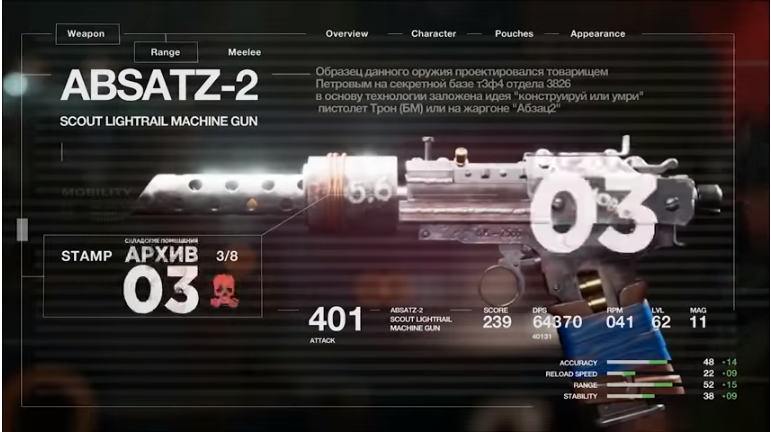 Weapon
Overview
Character
Pouches
Appearance
Range
Meeiee
ABSATZ-2
SCOUT LIGHTRAIL MACHINE GUN
Образец данного оружия проектировался товарищем
Петровым на секретной базе т3ф4 отдела 3826
в основу технологии заложена идея "конструируй или умри"
пистолет Трон (БМ) или на жаргоне "Абзац2"
MOBILITY
5.6
03
СКЛАДСКИЕ ПОМЕЩЕНИЯ
STAMP АРХИВ 3/8
03
401
ATTACK
ABSATZ-2
SCOUT LIGHTRAIL
MACHINE GUN
SCORE DPS RPM LVL MAG
239 64370 041 62 11
40131
ACCURACY 48 +14
RELOAD SPEED 22 +09
RANGE 52 +15
STABILITY 38 +09